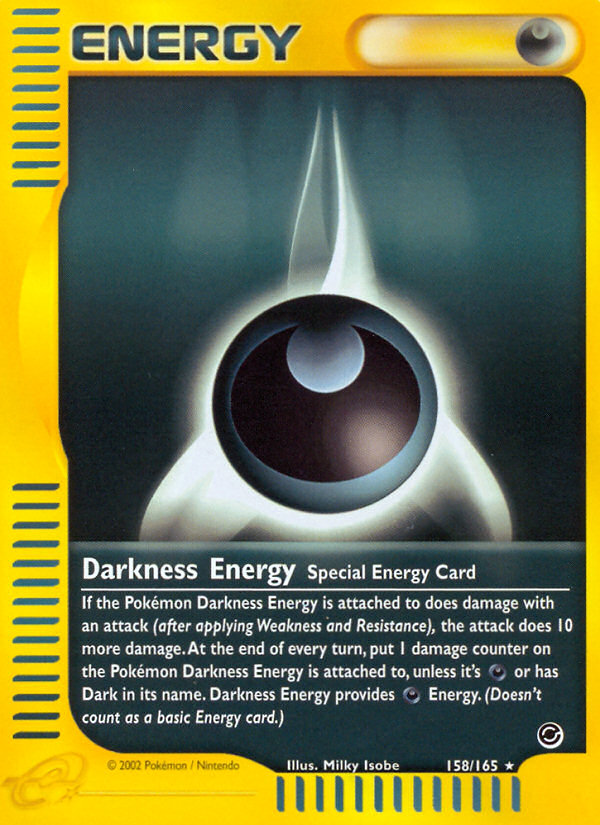 ENERGY
Darkness Energy Special Energy Card
If the Pokémon Darkness Energy is attached to does damage with
an attack (after applying Weakness and Resistance), the attack does 10
more damage. At the end of every turn, put 1 damage counter on
the Pokémon Darkness Energy is attached to, unless it's or has
Dark in its name. Darkness Energy provides Energy. (Doesn't
count as a basic Energy card.)
© 2002 Pokémon / Nintendo Illus. Milky Isobe 158/165 ★